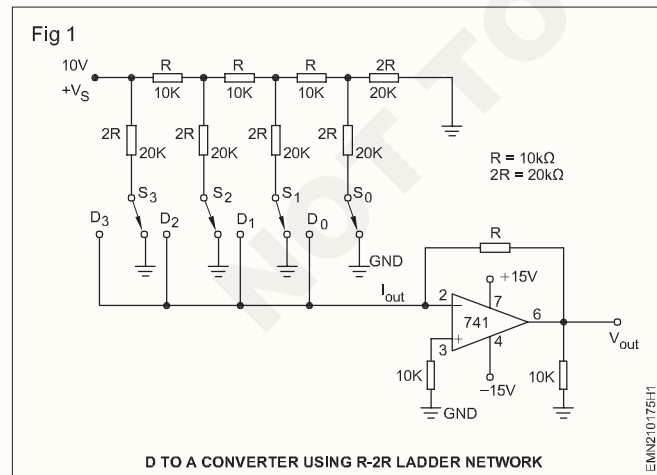 Fig 1
10V
+VS
R
10K
R
10K
R
10K
2R
20K
2R
20K
2R
20K
2R
20K
2R
20K
R = 10kΩ
2R = 20kΩ
S3
S2
S1
S0
D3
D2
D1
D0
GND
R
Iout
+15V
2
7
741
6
3
4
Vout
10K
-15V
10K
GND
D TO A CONVERTER USING R-2R LADDER NETWORK
EMN210175H1
NOT TO